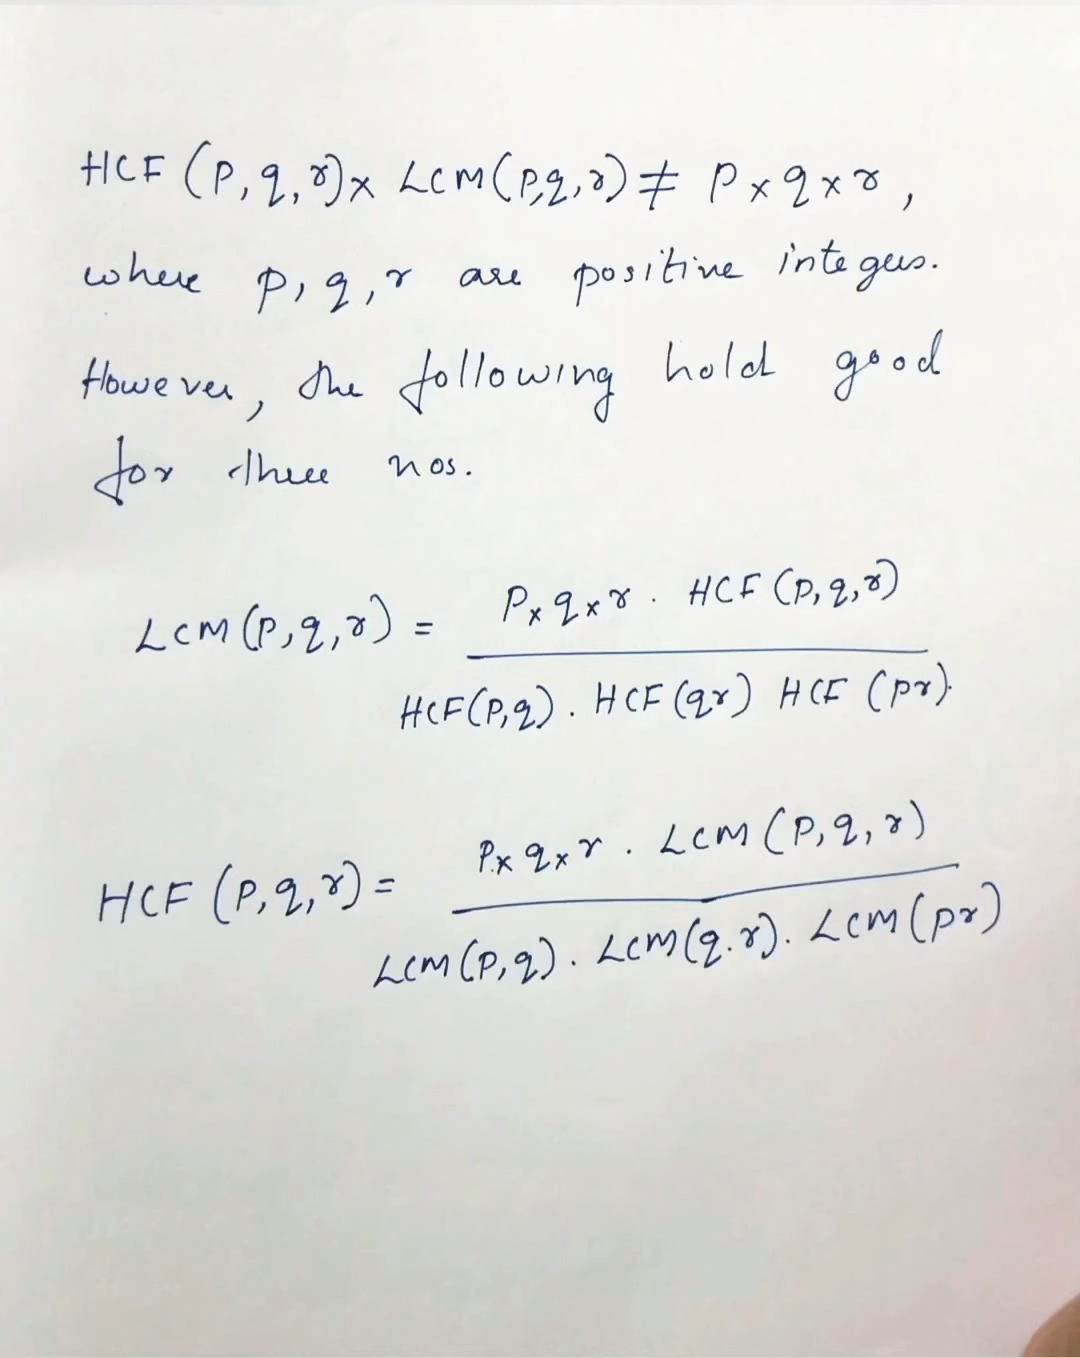 HCF (P, q, r) x LCM (P,q, r) ≠ P x q x r ,
where p, q, r are positive integers.
However, the following hold good
for three nos.
LCM (P, q, r) = P x q x r . HCF (P, q, r)
HCF (P, q) . HCF (qr) HCF (pr).
HCF (P, q, r) = P x q x r . LCM (P, q, r)
LCM (P, q) . LCM (q.r). LCM (pr)